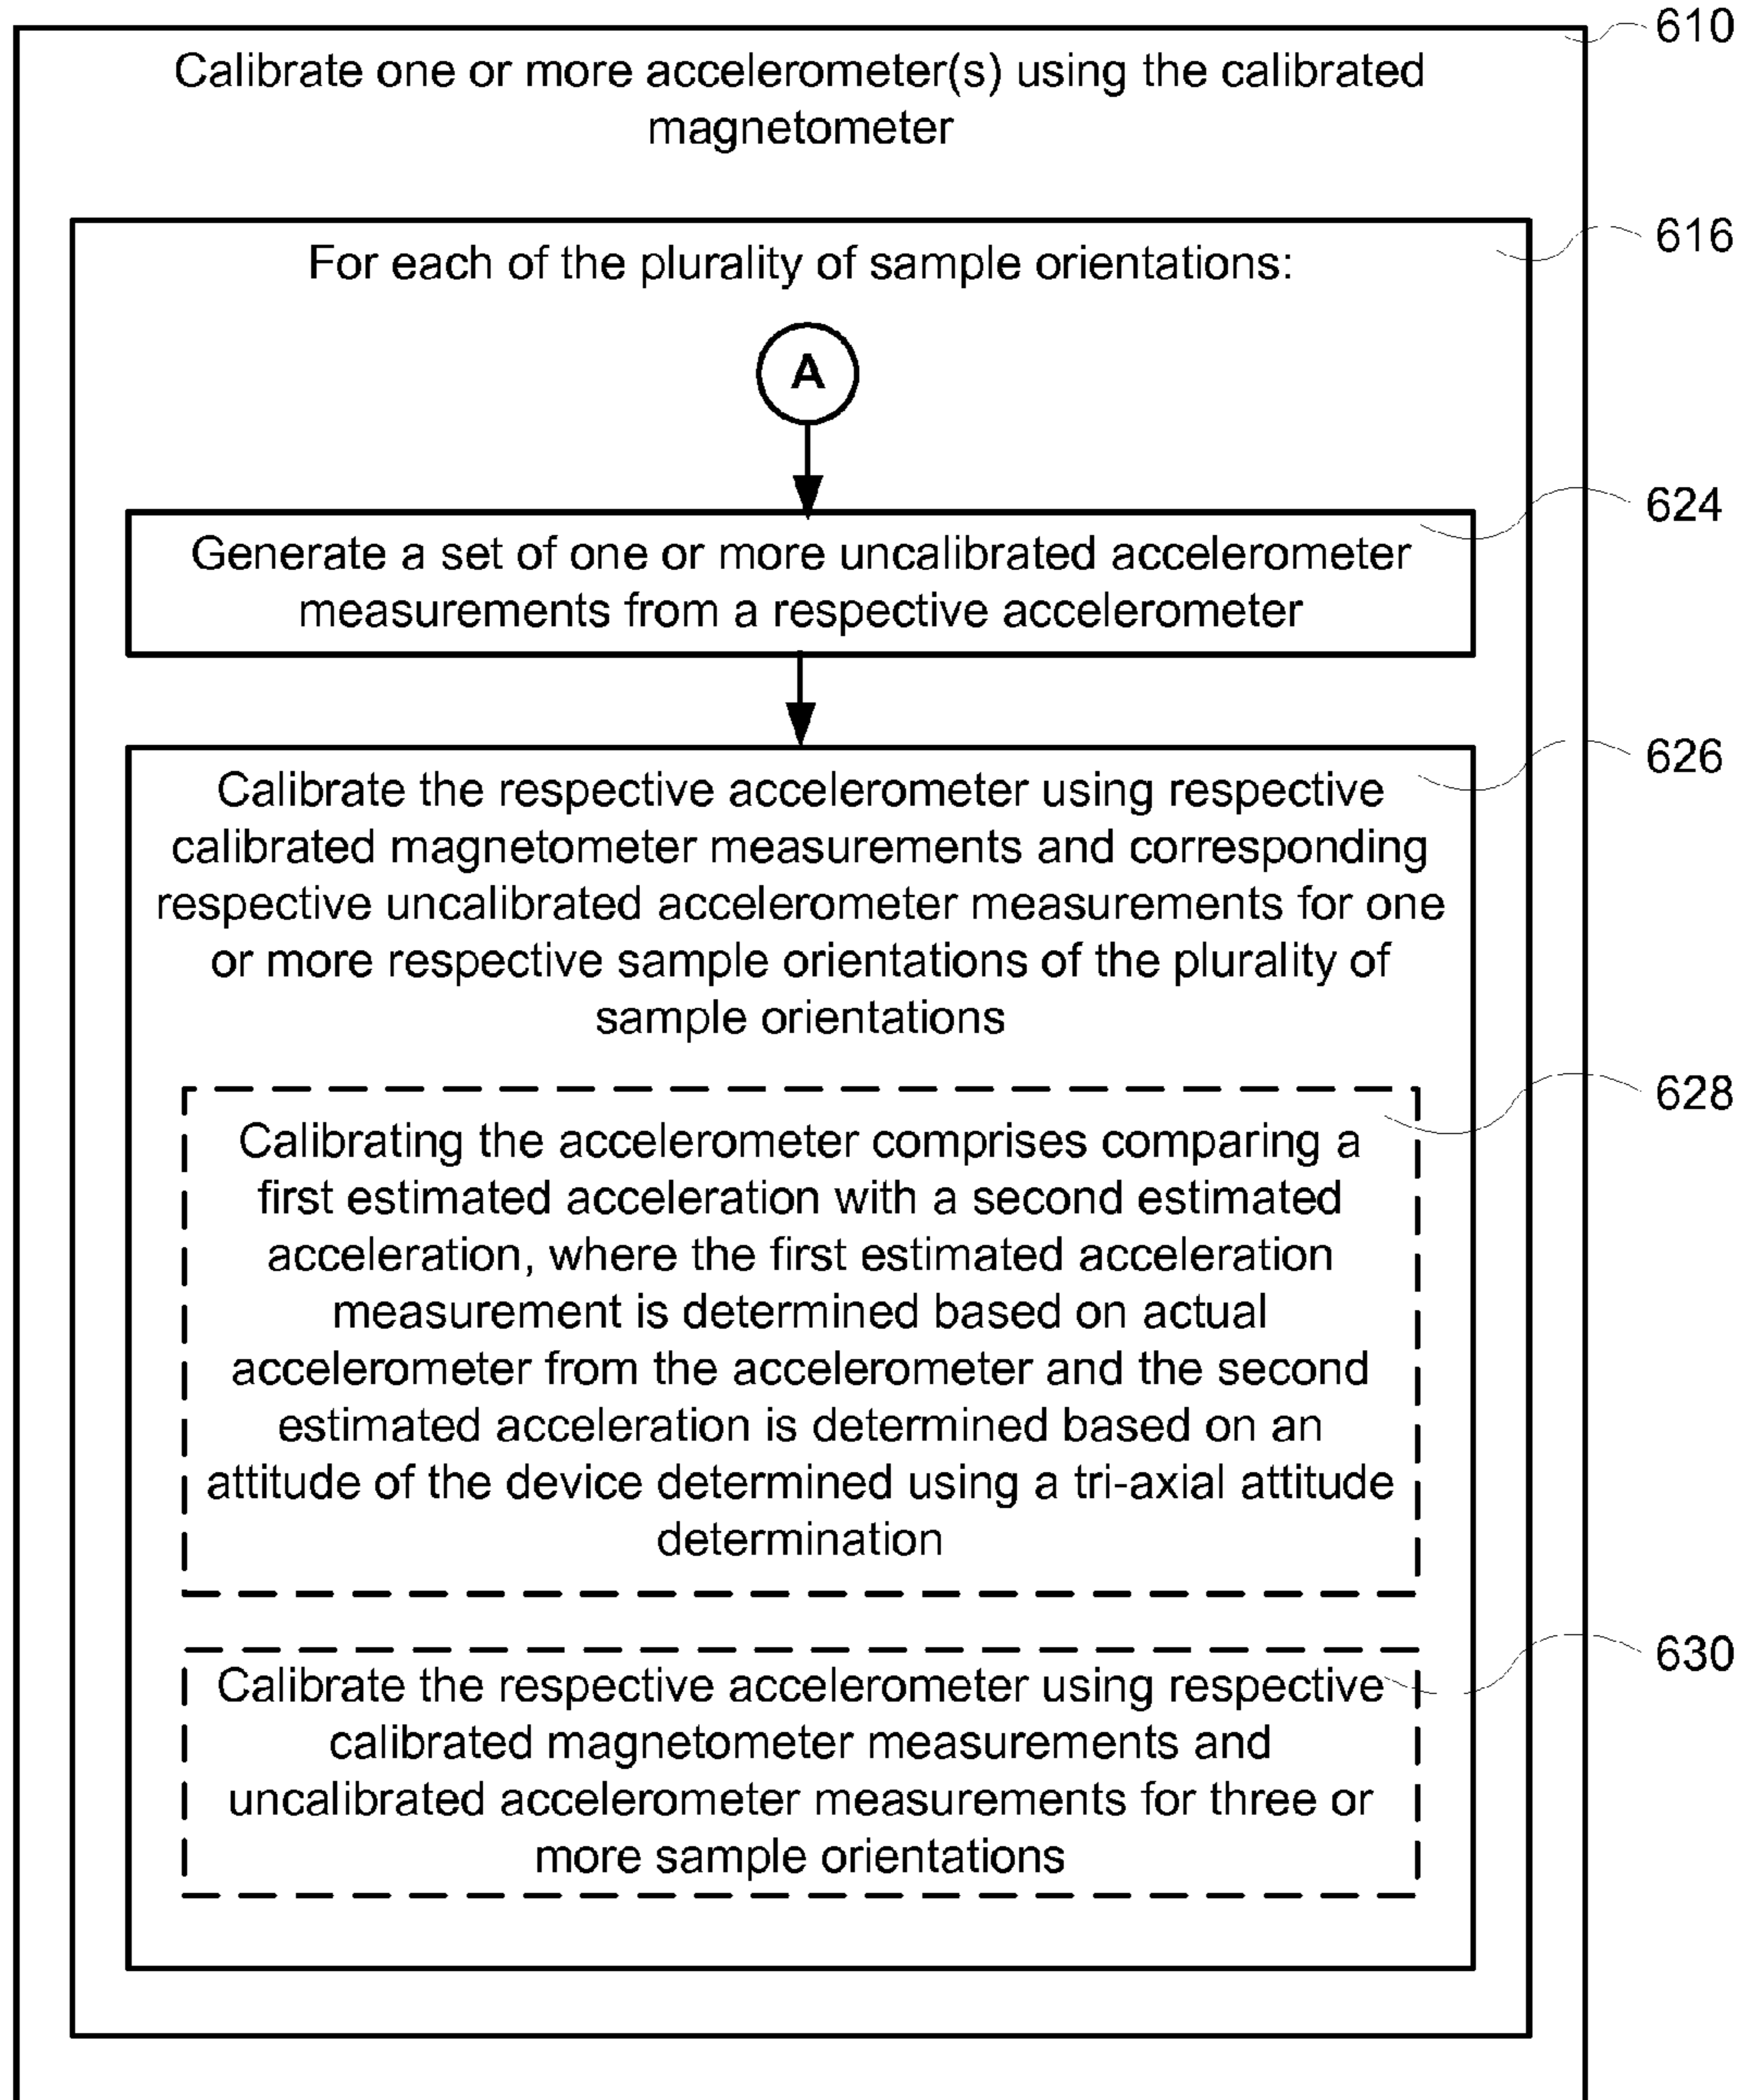 610
Calibrate one or more accelerometer(s) using the calibrated
magnetometer
616
For each of the plurality of sample orientations:
A
624
Generate a set of one or more uncalibrated accelerometer
measurements from a respective accelerometer
626
Calibrate the respective accelerometer using respective
calibrated magnetometer measurements and corresponding
respective uncalibrated accelerometer measurements for one
or more respective sample orientations of the plurality of
sample orientations
628
Calibrating the accelerometer comprises comparing a
first estimated acceleration with a second estimated
acceleration, where the first estimated acceleration
measurement is determined based on actual
accelerometer from the accelerometer and the second
estimated acceleration is determined based on an
attitude of the device determined using a tri-axial attitude
determination
630
Calibrate the respective accelerometer using respective
calibrated magnetometer measurements and
uncalibrated accelerometer measurements for three or
more sample orientations